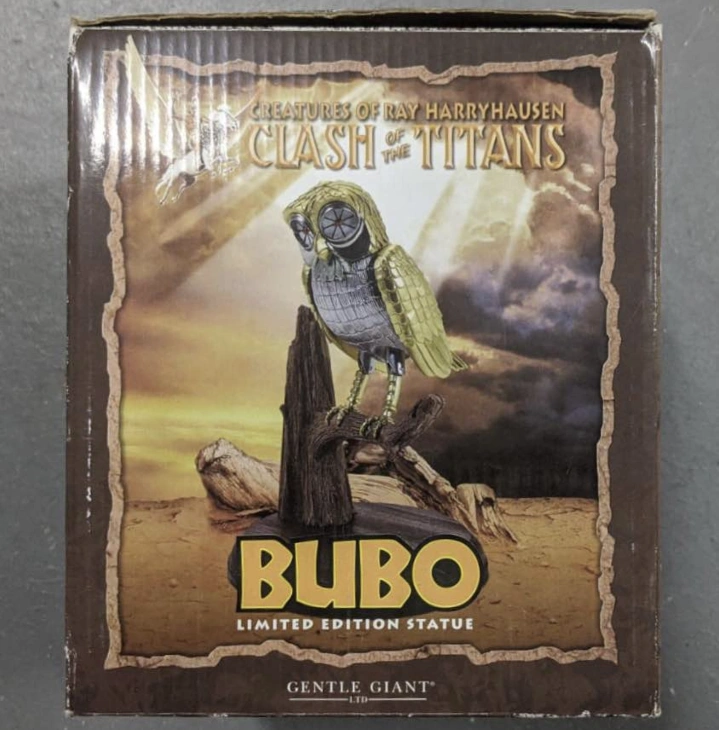 CREATURES OF RAY HARRYHAUSEN
CLASH OF THE TITANS
BUBO
LIMITED EDITION STATUE
GENTLE GIANT®
LTD